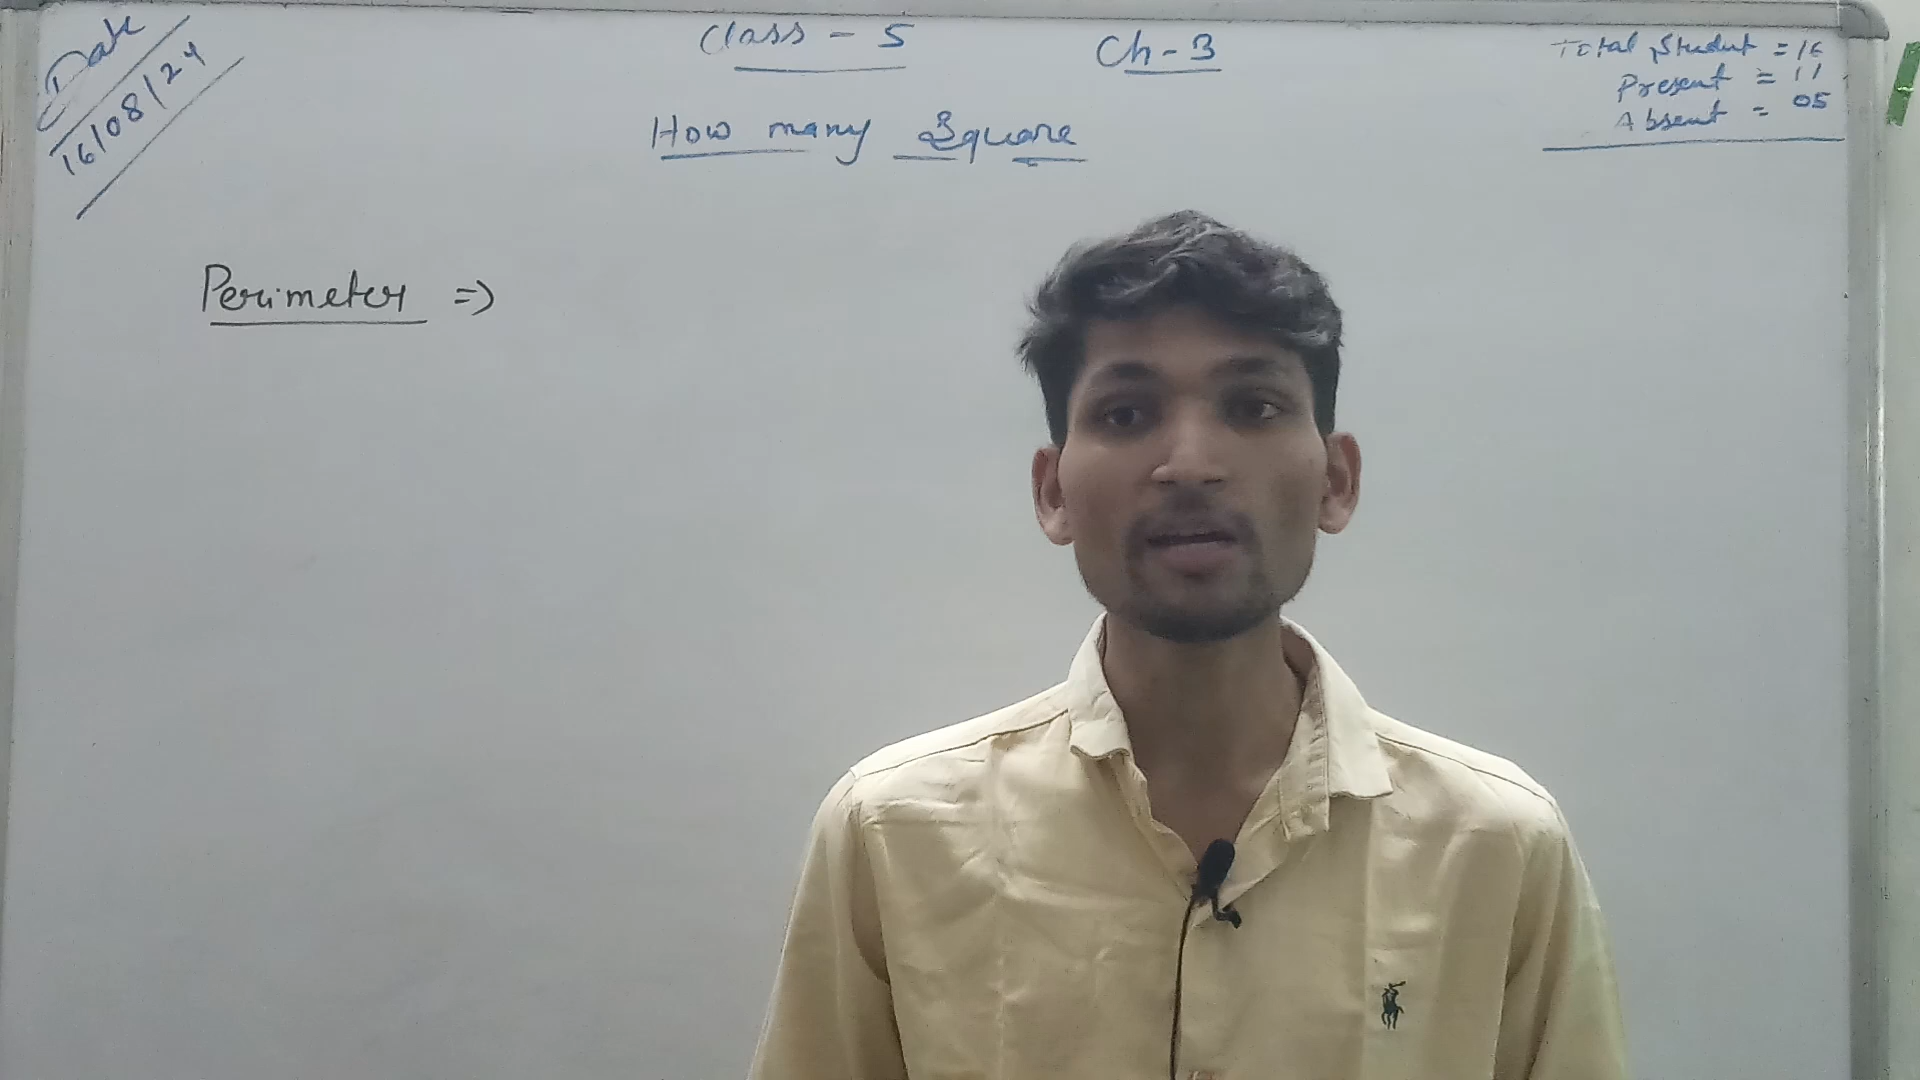 Date
16/08/24
Class - 5
Ch - 3
How many Square
Total Student = 16
Present = 11
Absent = 05
Perimeter =>